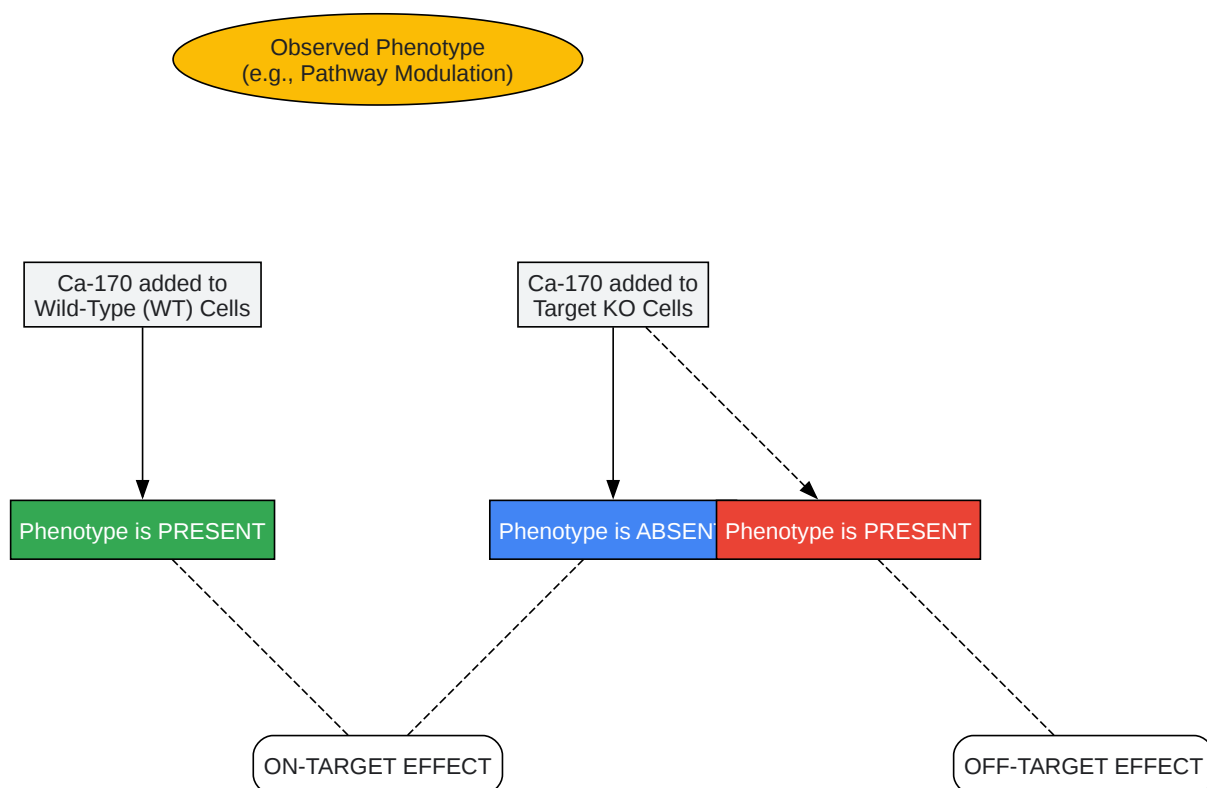 Observed Phenotype
(e.g., Pathway Modulation)
Ca-170 added to
Wild-Type (WT) Cells
Ca-170 added to
Target KO Cells
Phenotype is PRESENT
Phenotype is ABSENT
Phenotype is PRESENT
ON-TARGET EFFECT
OFF-TARGET EFFECT